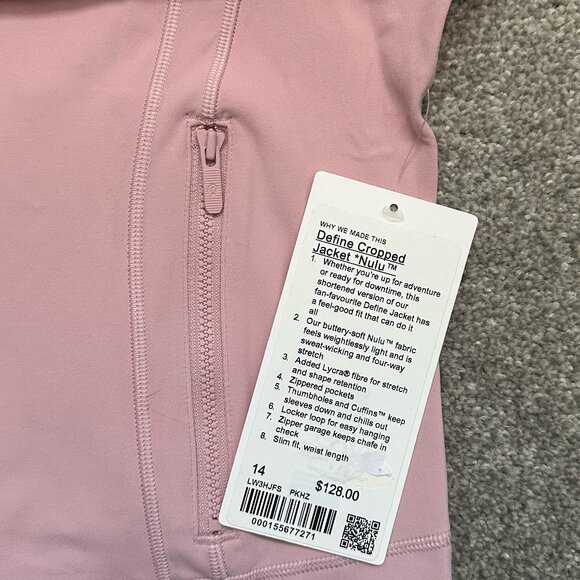 WHY WE MADE THIS
Define Cropped
Jacket *Nulu™
1. Whether you're up for adventure
or ready for downtime, this
shortened version of our
fan-favourite Define Jacket has
a feel-good fit that can do it
all
2. Our buttery-soft Nulu™ fabric
feels weightlessly light and is
sweat-wicking and four-way
stretch
3. Added Lycra® fibre for stretch
and shape retention
4. Zippered pockets
5. Thumbholes and Cuffins™ keep
sleeves down and chills out
6. Locker loop for easy hanging
7. Zipper garage keeps chafe in
check
8. Slim fit, waist length
14
LW3HJFS PKHZ
$128.00
000155677271